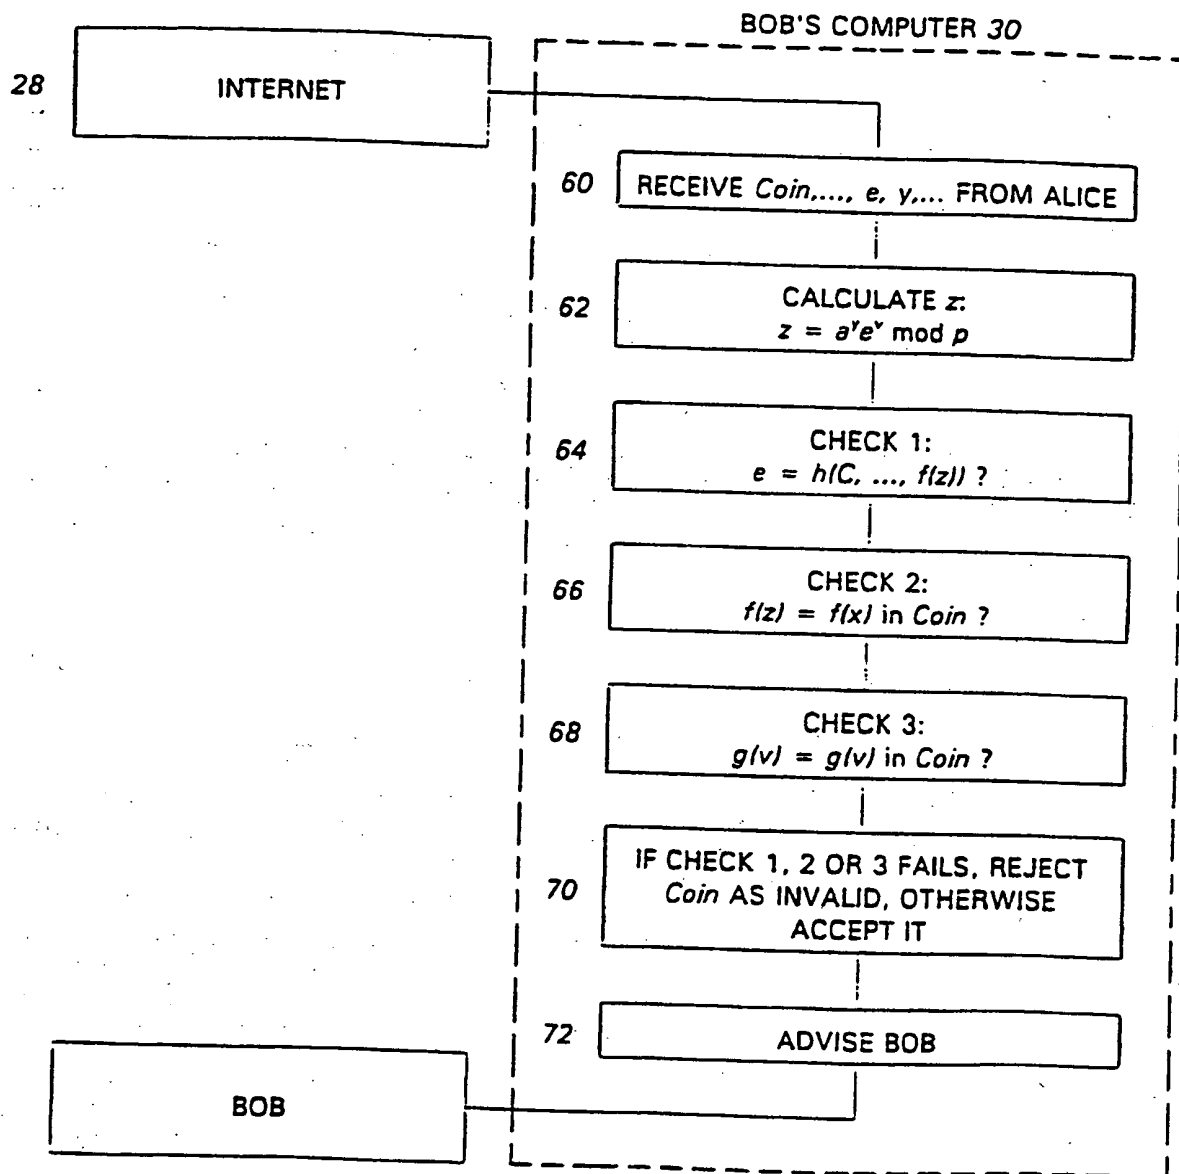 BOB'S COMPUTER 30
28
INTERNET
60
RECEIVE Coin,..., e, y,... FROM ALICE
62
CALCULATE z:
z = aʸeᵛ mod p
64
CHECK 1:
e = h(C, ..., f(z)) ?
66
CHECK 2:
f(z) = f(x) in Coin ?
68
CHECK 3:
g(v) = g(v) in Coin ?
70
IF CHECK 1, 2 OR 3 FAILS, REJECT
Coin AS INVALID, OTHERWISE
ACCEPT IT
72
ADVISE BOB
BOB